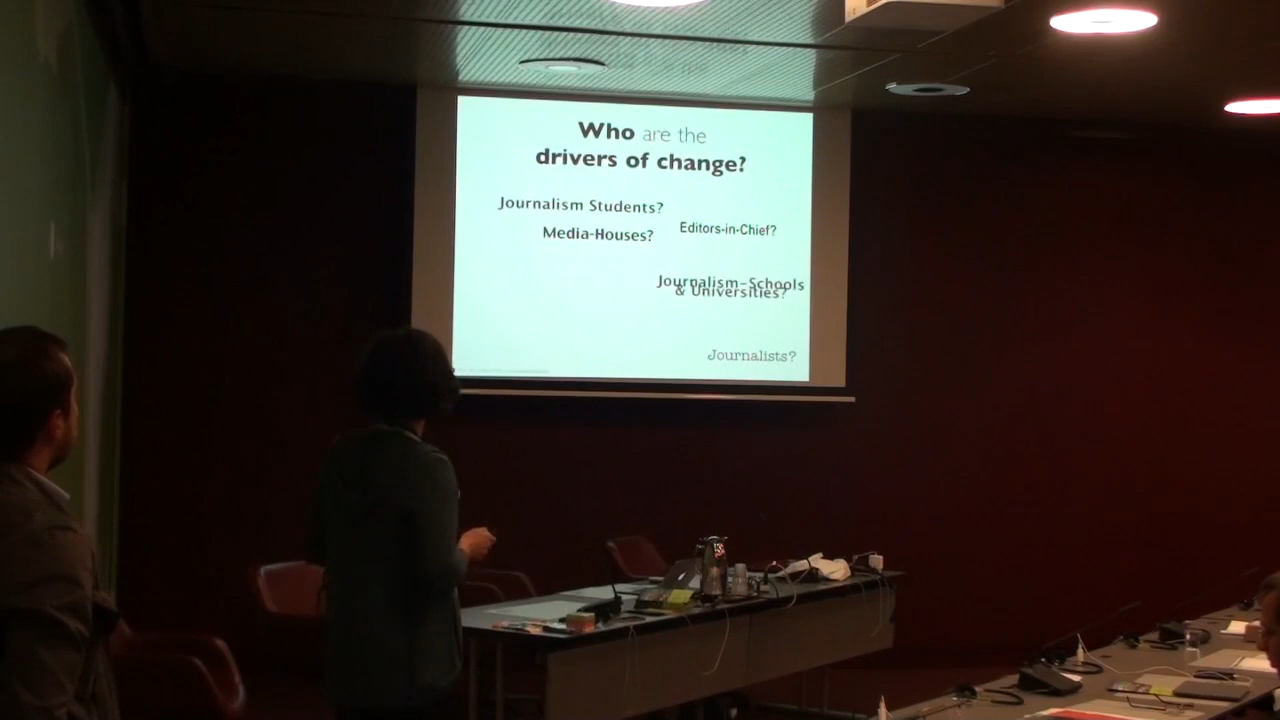 Who are the
drivers of change?
Journalism Students?
Editors-in-Chief?
Media-Houses?
Journalism-Schools
& Universities?
Journalists?